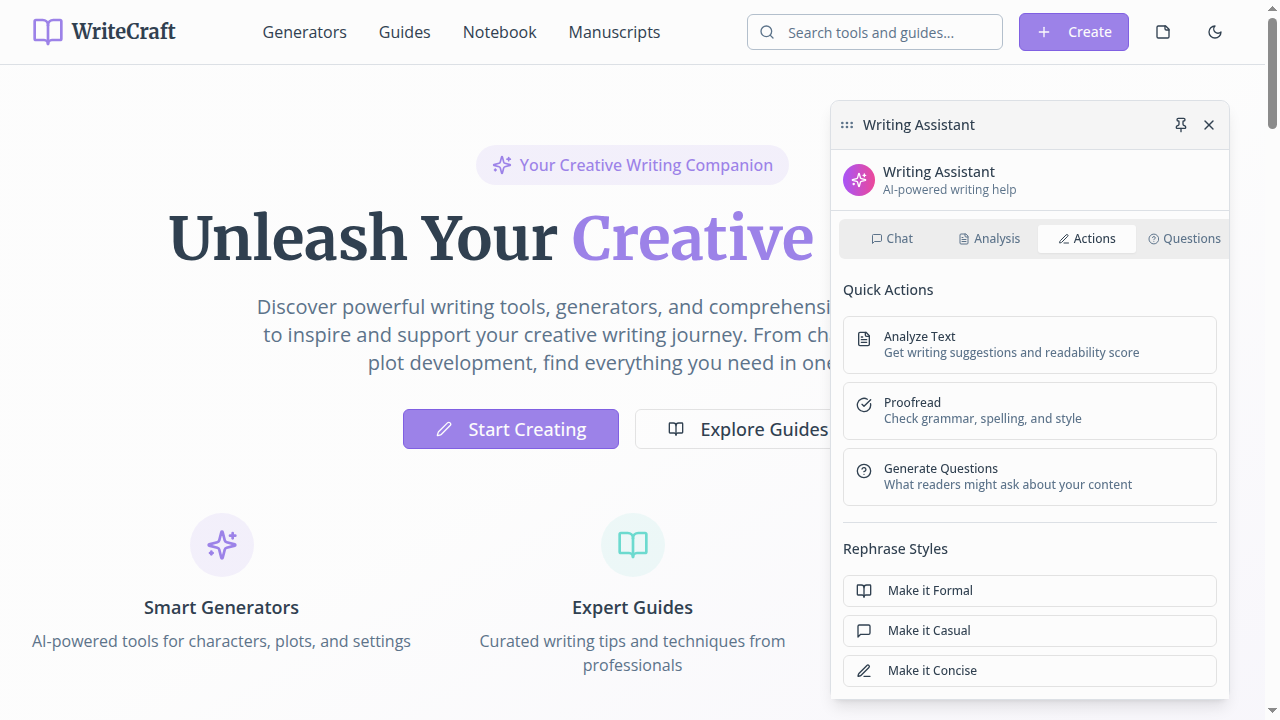 WriteCraft
Generators
Guides
Notebook
Manuscripts
Search tools and guides...
Create
Your Creative Writing Companion
Unleash Your Creative
Discover powerful writing tools, generators, and
to inspire and support your creative writing journey. From
plot development, find everything you need in
Start Creating
Explore Guides
Smart Generators
AI-powered tools for characters, plots, and settings
Expert Guides
Curated writing tips and techniques from
professionals
Writing Assistant
Writing Assistant
AI-powered writing help
Chat
Analysis
Actions
Questions
Quick Actions
Analyze Text
Get writing suggestions and readability score
Proofread
Check grammar, spelling, and style
Generate Questions
What readers might ask about your content
Rephrase Styles
Make it Formal
Make it Casual
Make it Concise